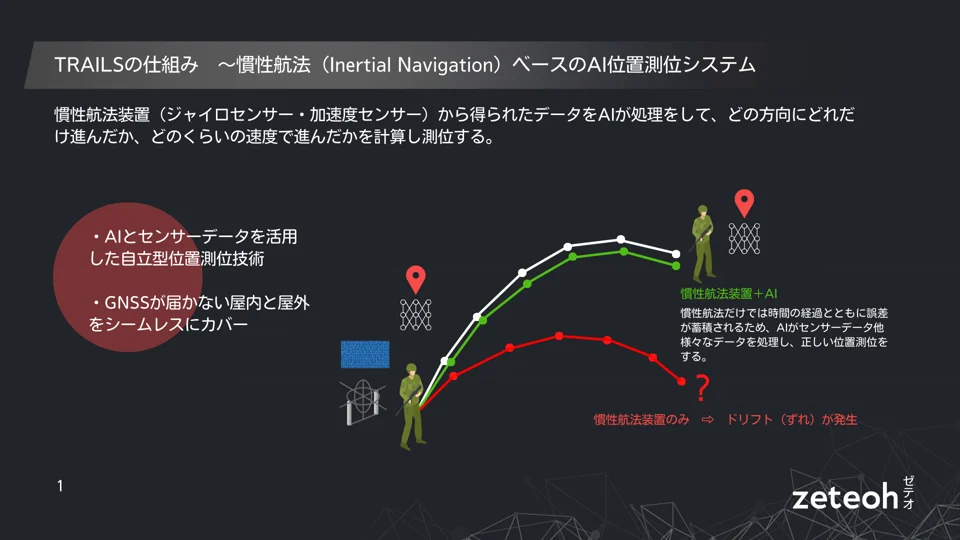 TRAILSの仕組み　～慣性航法（Inertial Navigation）ベースのAI位置測位システム
慣性航法装置（ジャイロセンサー・加速度センサー）から得られたデータをAIが処理をして、どの方向にどれだ
け進んだか、どのくらいの速度で進んだかを計算し測位する。
・AIとセンサーデータを活用
した自立型位置測位技術
・GNSSが届かない屋内と屋外
をシームレスにカバー
慣性航法装置＋AI
慣性航法だけでは時間の経過とともに誤差
が蓄積されるため、AIがセンサーデータ他
様々なデータを処理し、正しい位置測位を
する。
?
慣性航法装置のみ　⇨　ドリフト（ずれ）が発生
1
zeteoh ゼテオ